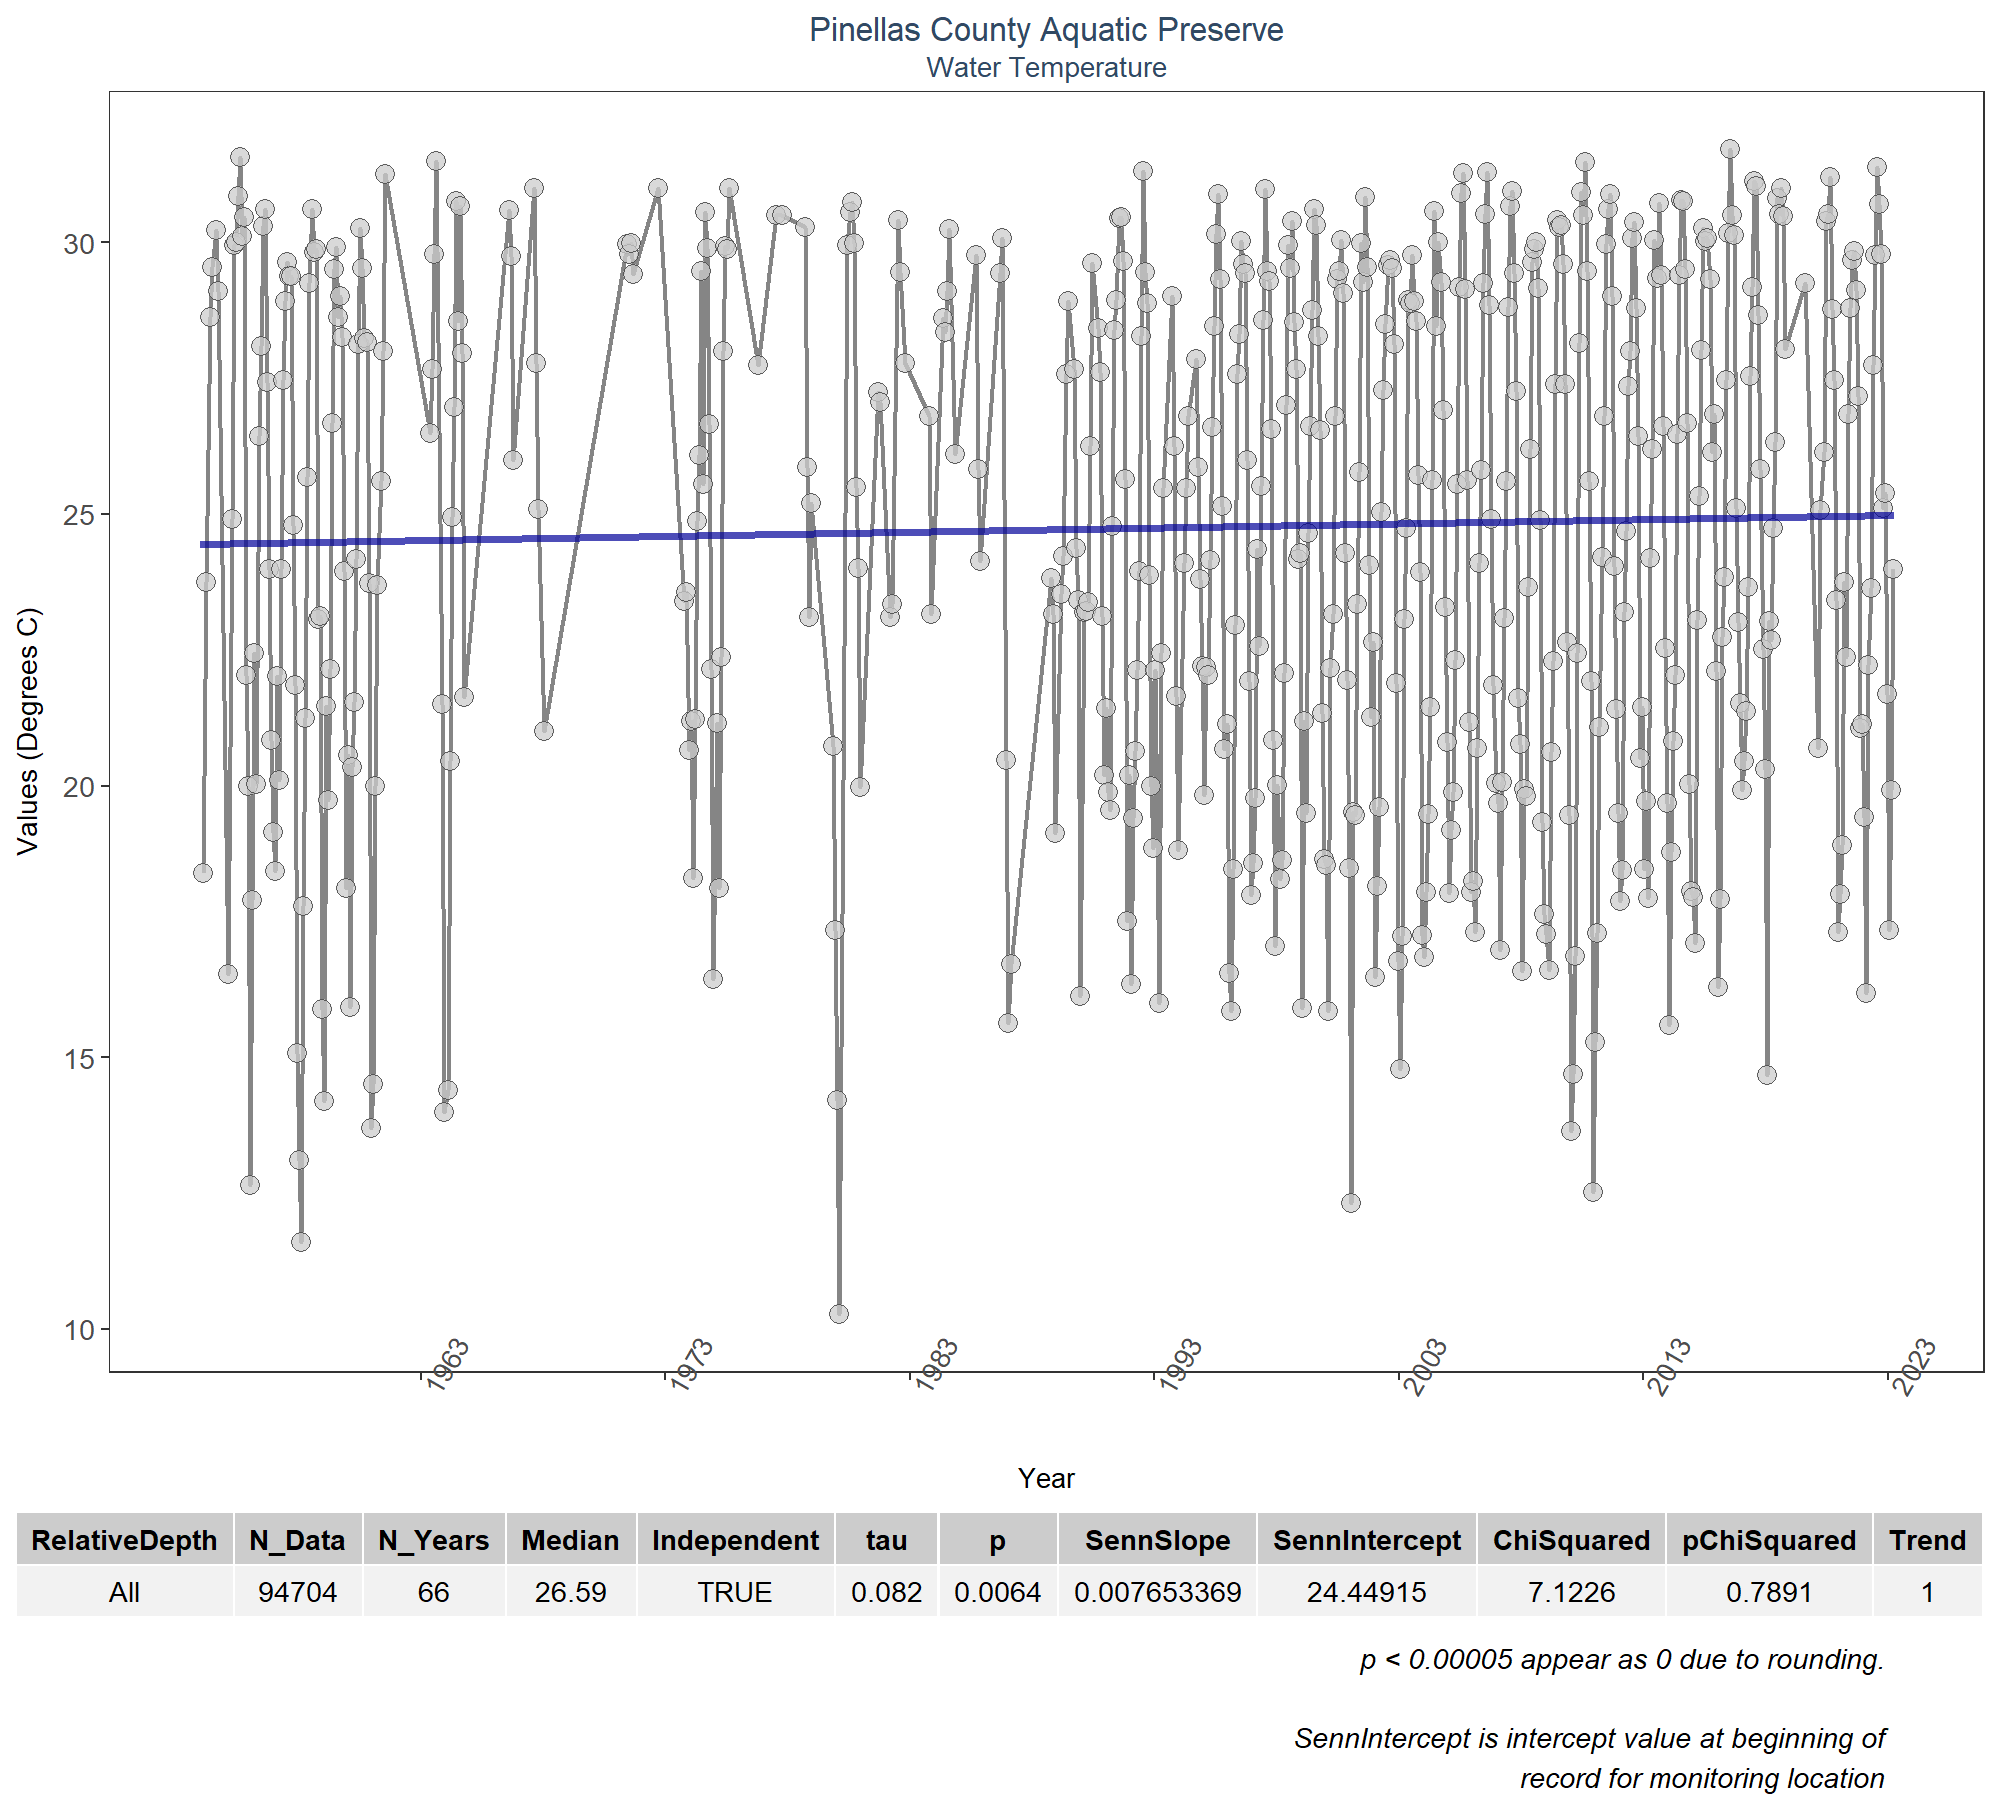 Pinellas County Aquatic Preserve
Water Temperature
Values (Degrees C)
30
25
20
15
10
1963
1973
1983
1993
2003
2013
2023
Year
RelativeDepth N_Data N_Years Median Independent tau p SennSlope SennIntercept ChiSquared pChiSquared Trend
All 94704 66 26.59 TRUE 0.082 0.0064 0.007653369 24.44915 7.1226 0.7891 1
p < 0.00005 appear as 0 due to rounding.
SennIntercept is intercept value at beginning of
record for monitoring location